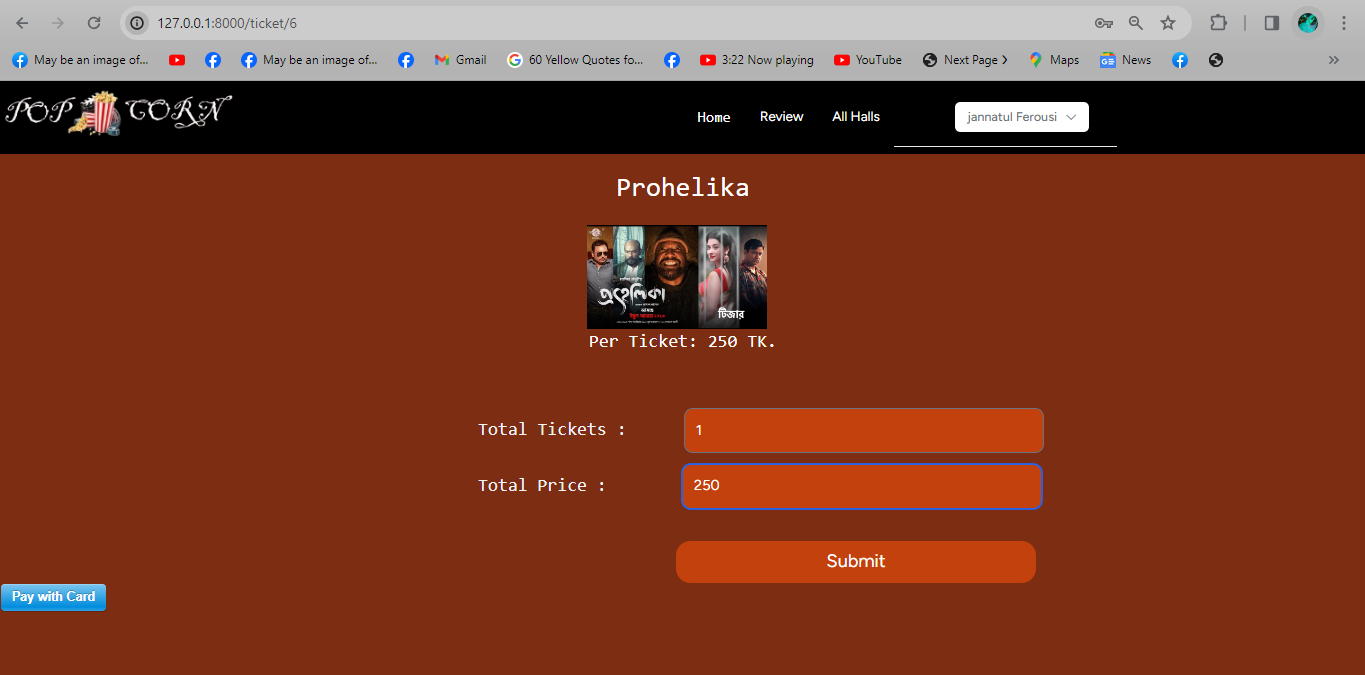 127.0.0.1:8000/ticket/6
May be an image of...
May be an image of...
Gmail
60 Yellow Quotes fo...
3:22 Now playing
YouTube
Next Page
Maps
News
POP CORN
Home
Review
All Halls
jannatul Ferousi
Prohelika
প্রহেলিকা
টিজার
Per Ticket: 250 TK.
Total Tickets : 1
Total Price : 250
Submit
Pay with Card